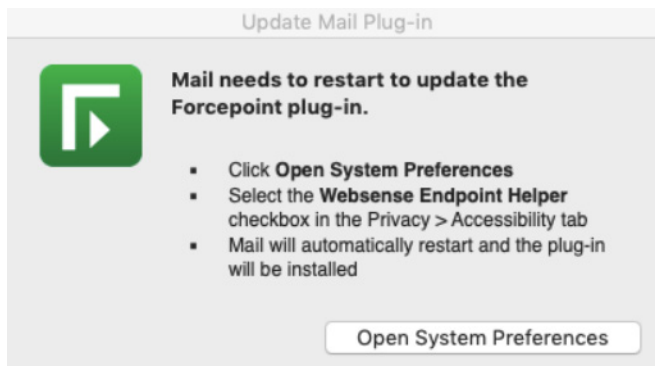 Update Mail Plug-in
Mail needs to restart to update the
Forcepoint plug-in.
▪ Click Open System Preferences
▪ Select the Websense Endpoint Helper
checkbox in the Privacy > Accessibility tab
▪ Mail will automatically restart and the plug-in
will be installed
Open System Preferences